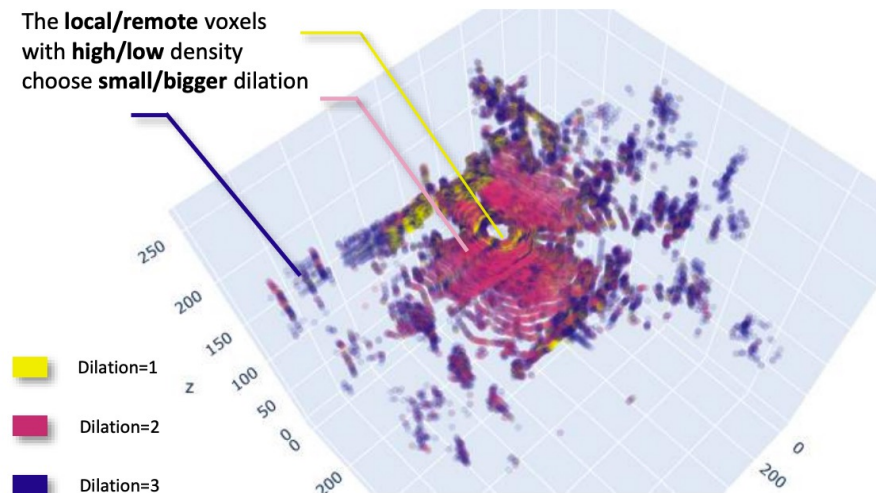 The local/remote voxels
with high/low density
choose small/bigger dilation
250
200
150
100
50
0
0
200
z
0
200
Dilation=1
Dilation=2
Dilation=3